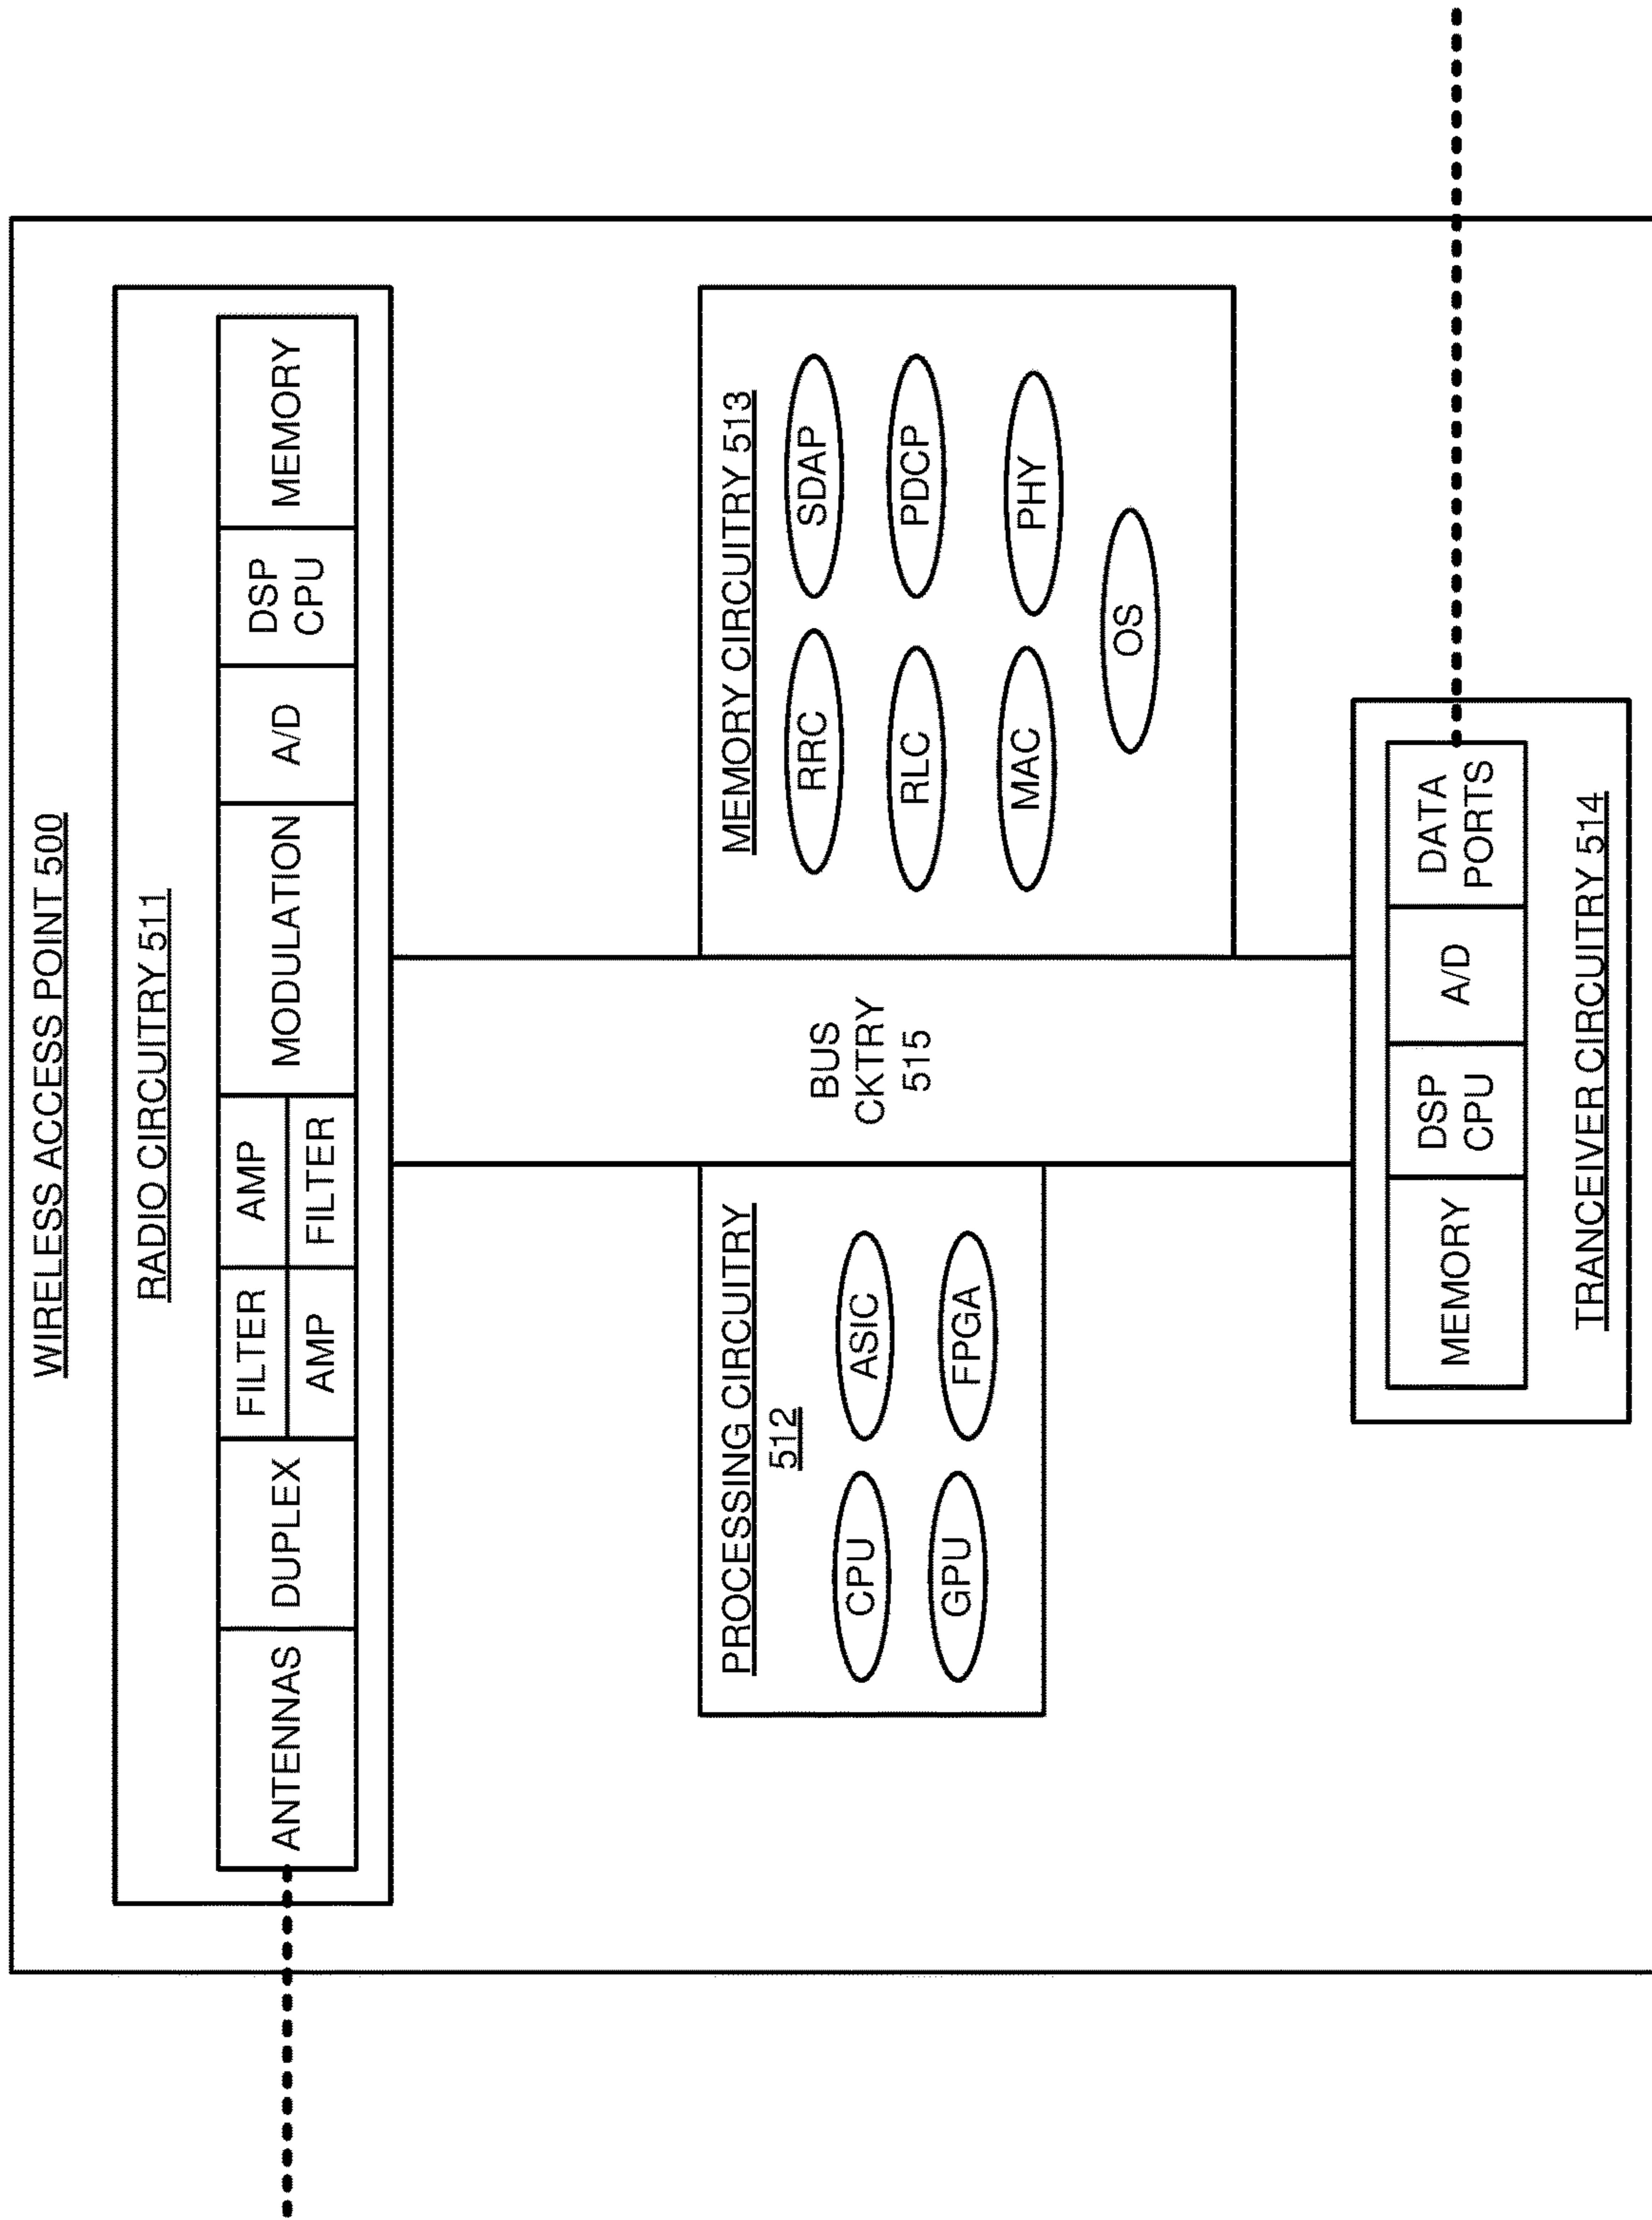 WIRELESS ACCESS POINT 500
RADIO CIRCUITRY 511
ANTENNAS
DUPLEX
FILTER
AMP
AMP
FILTER
MODULATION
A/D
DSP
CPU
MEMORY
PROCESSING CIRCUITRY
512
CPU
ASIC
GPU
FPGA
BUS
CKTRY
515
MEMORY CIRCUITRY 513
RRC
SDAP
RLC
PDCP
MAC
PHY
OS
MEMORY
DSP
CPU
A/D
DATA
PORTS
TRANCEIVER CIRCUITRY 514